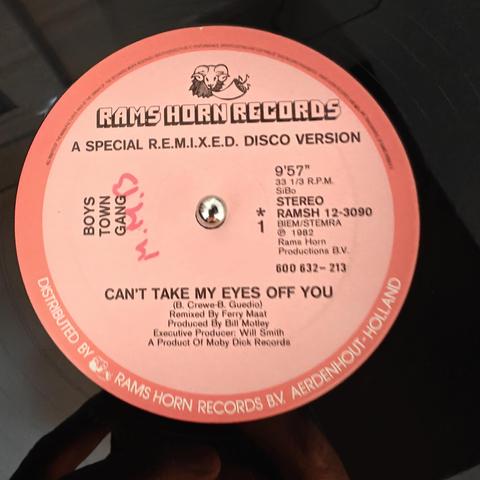 RAMS HORN RECORDS
A SPECIAL R.E.M.I.X.E.D. DISCO VERSION
BOYS
TOWN
GANG
9'57"
33 1/3 R.P.M.
SiBo
STEREO
* RAMSH 12-3090
1 BIEM/STEMRA
℗ 1982
Rams Horn
Productions B.V.
600 632-213
CAN'T TAKE MY EYES OFF YOU
(B. Crewe-B. Guedio)
Remixed By Ferry Maat
Produced By Bill Motley
Executive Producer: Will Smith
A Product Of Moby Dick Records
DISTRIBUTED BY RAMS HORN RECORDS B.V. AERDENHOUT-HOLLAND